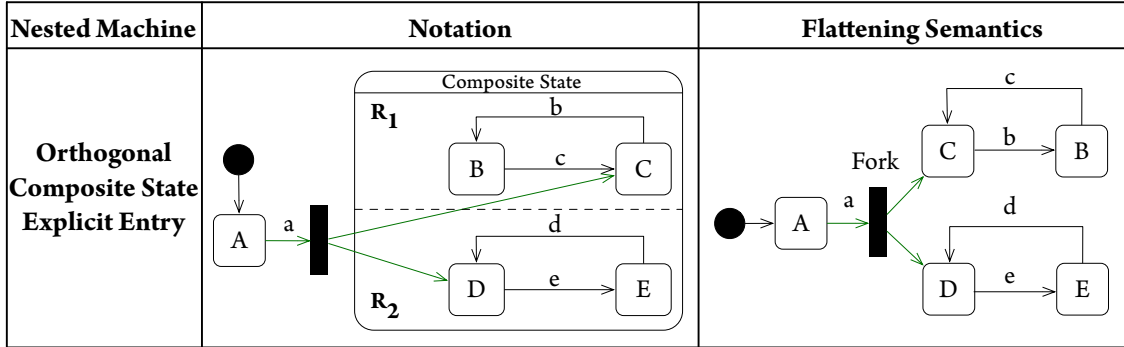 Nested Machine
Notation
Flattening Semantics
Orthogonal
Composite State
Explicit Entry
Composite State
R1
b
B
c
C
A
a
d
D
e
E
R2
c
C
b
B
Fork
A
a
d
D
e
E